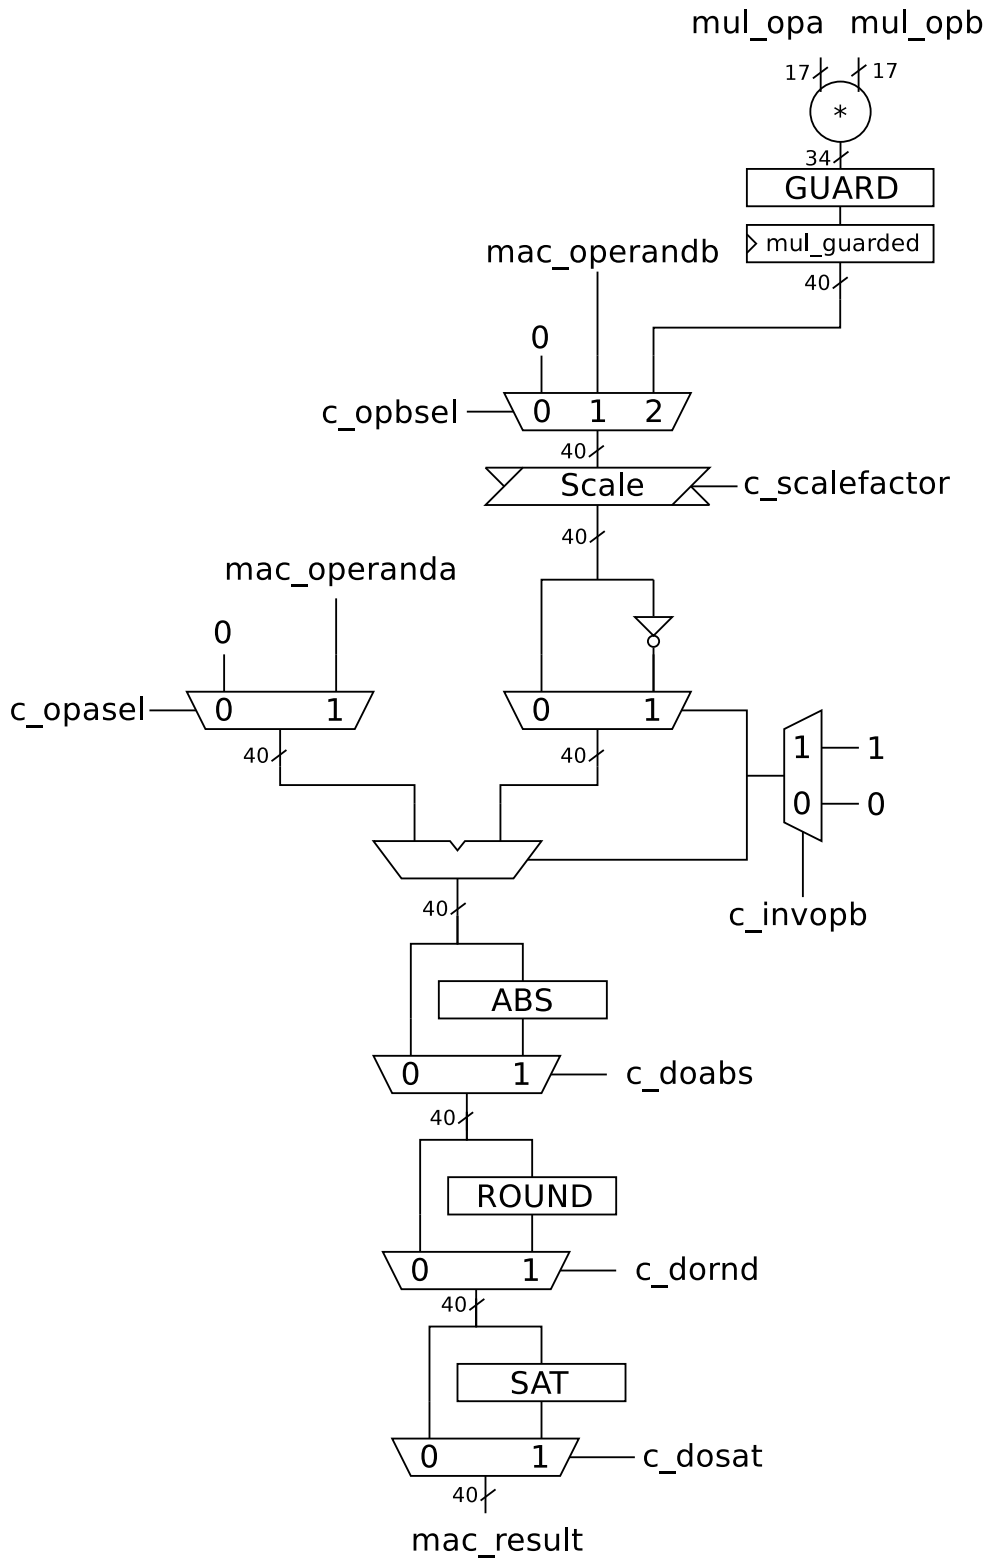 mul_opa mul_opb
17 17
*
34
GUARD
mul_guarded
mac_operandb
40
0
c_opbsel 0 1 2
40
Scale c_scalefactor
40
mac_operanda
0
c_opasel 0 1
0 1
1 1
40
40
0 0
c_invopb
40
ABS
0 1 c_doabs
40
ROUND
0 1 c_dornd
40
SAT
0 1 c_dosat
40
mac_result